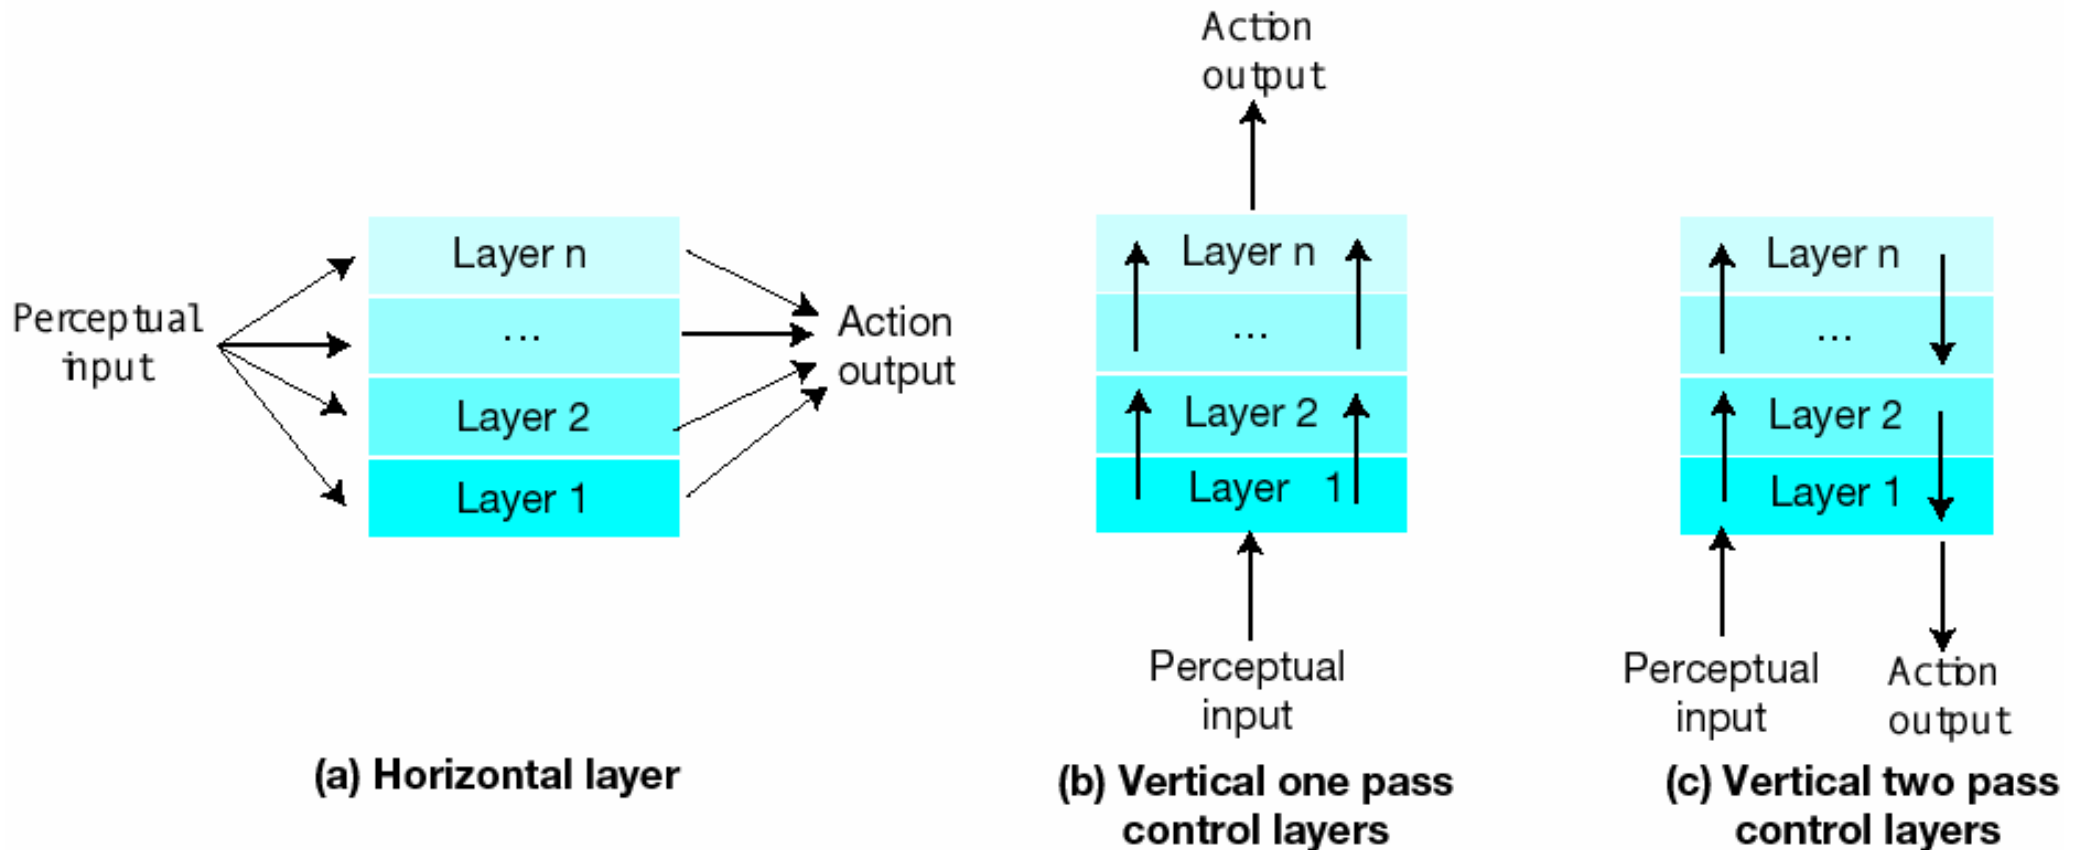 Perceptual
input
Layer n
...
Layer 2
Layer 1
Action
output
(a) Horizontal layer
Action
output
Layer n
...
Layer 2
Layer 1
Perceptual
input
(b) Vertical one pass
control layers
Layer n
...
Layer 2
Layer 1
Perceptual
input
Action
output
(c) Vertical two pass
control layers